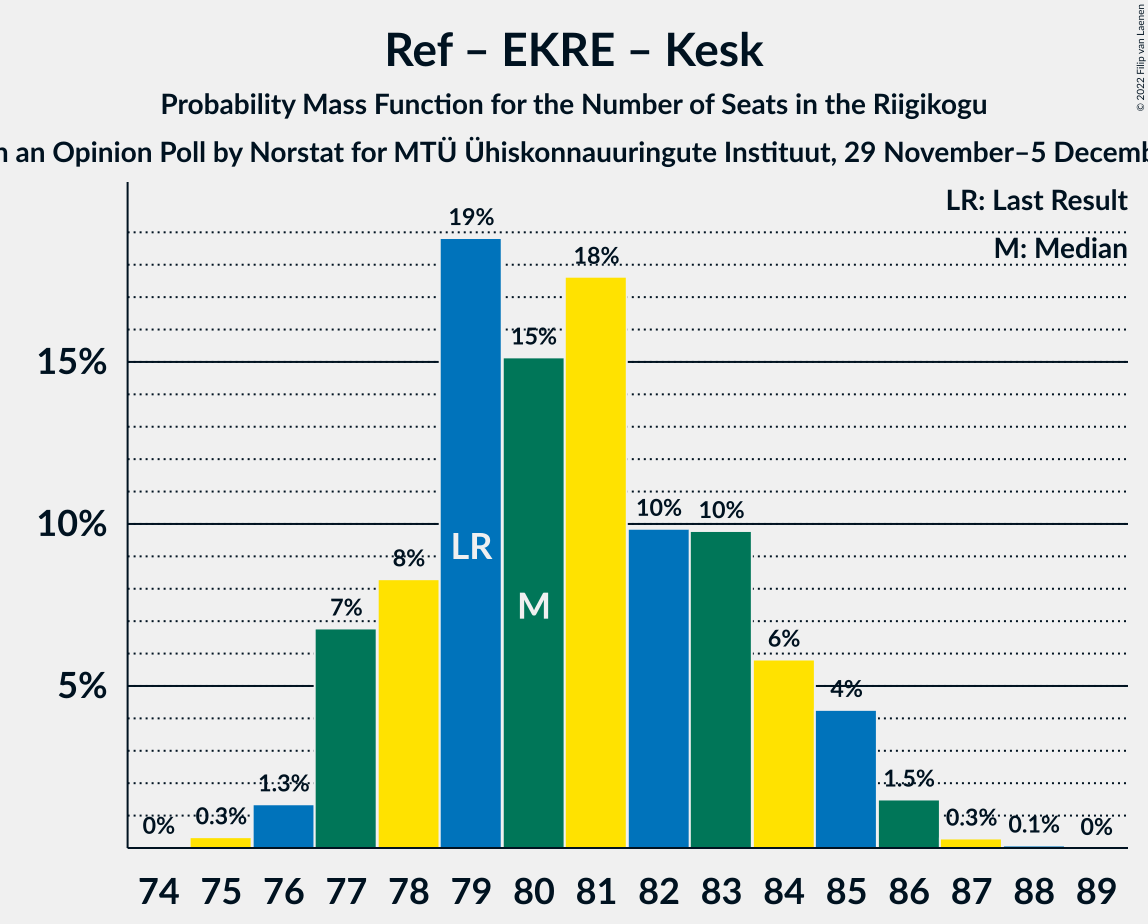 Ref – EKRE – Kesk
Probability Mass Function for the Number of Seats in the Riigikogu
an Opinion Poll by Norstat for MTÜ Ühiskonnauuringute Instituut, 29 November–5
© 2022 Filip van Laenen
LR: Last Result
M: Median
19%
18%
15%
15%
10%
10%
10%
LR
8%
M
7%
6%
5%
4%
1.3%
1.5%
0%
0.3%
0.3%
0.1%
0%
74 75 76 77 78 79 80 81 82 83 84 85 86 87 88 89